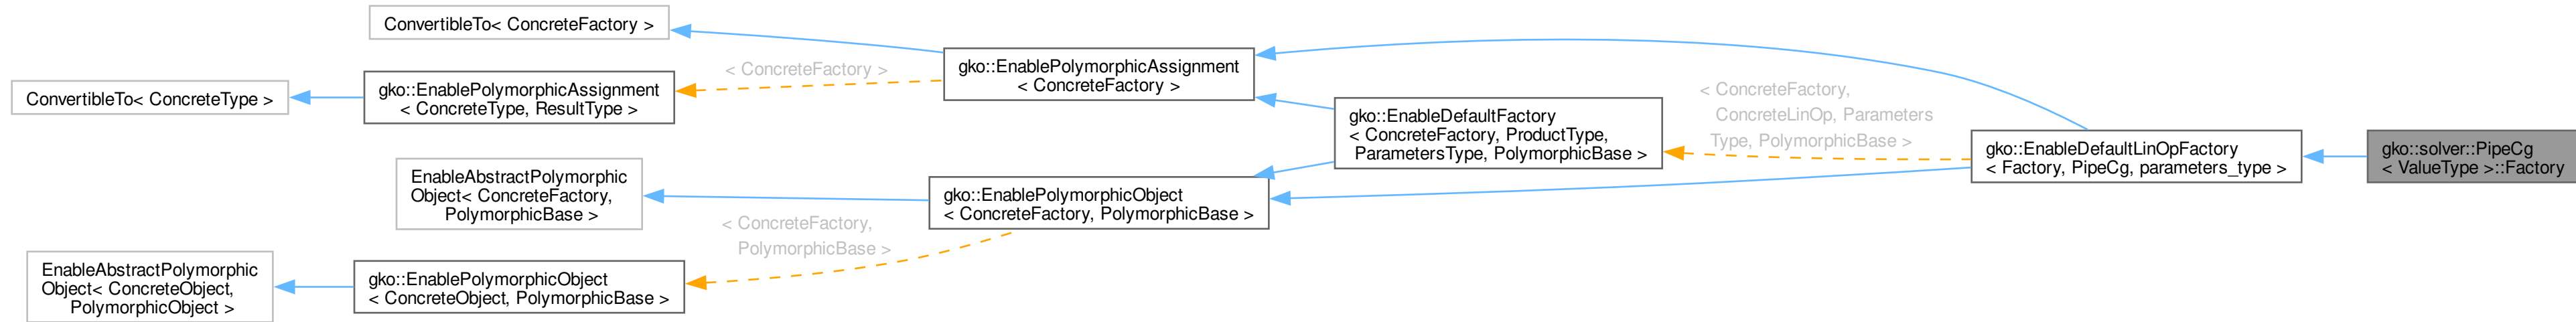 ConvertibleTo< ConcreteFactory >
ConvertibleTo< ConcreteType >
gko::EnablePolymorphicAssignment
< ConcreteType, ResultType >
< ConcreteFactory >
gko::EnablePolymorphicAssignment
< ConcreteFactory >
EnableAbstractPolymorphic
Object< ConcreteFactory,
PolymorphicBase >
EnableAbstractPolymorphic
Object< ConcreteObject,
PolymorphicObject >
gko::EnablePolymorphicObject
< ConcreteObject, PolymorphicBase >
< ConcreteFactory,
PolymorphicBase >
gko::EnablePolymorphicObject
< ConcreteFactory, PolymorphicBase >
gko::EnableDefaultFactory
< ConcreteFactory, ProductType,
ParametersType, PolymorphicBase >
< ConcreteFactory,
ConcreteLinOp, Parameters
Type, PolymorphicBase >
gko::EnableDefaultLinOpFactory
< Factory, PipeCg, parameters_type >
gko::solver::PipeCg
< ValueType >::Factory